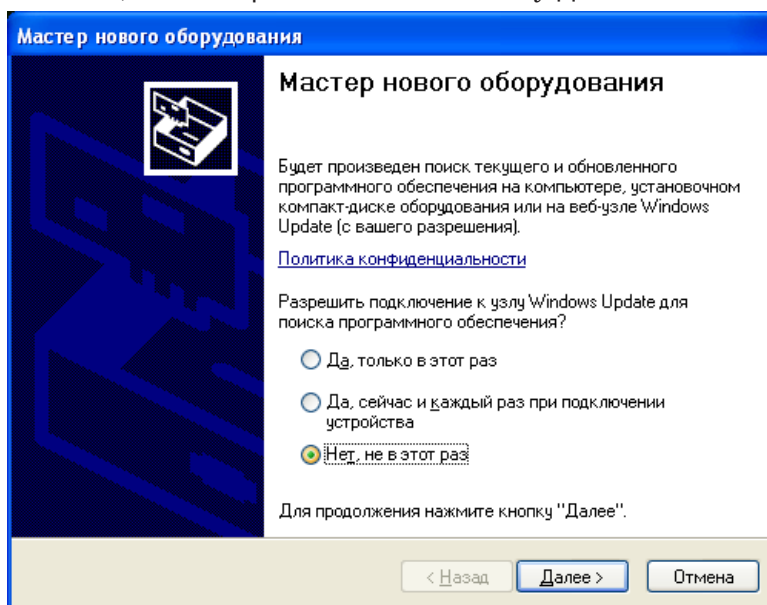 Мастер нового оборудования
Мастер нового оборудования
Будет произведен поиск текущего и обновленного
программного обеспечения на компьютере, установочном
компакт-диске оборудования или на веб-узле Windows
Update (с вашего разрешения).
Политика конфиденциальности
Разрешить подключение к узлу Windows Update для
поиска программного обеспечения?
Да, только в этот раз
Да, сейчас и каждый раз при подключении
устройства
Нет, не в этот раз
Для продолжения нажмите кнопку "Далее".
< Назад Далее > Отмена